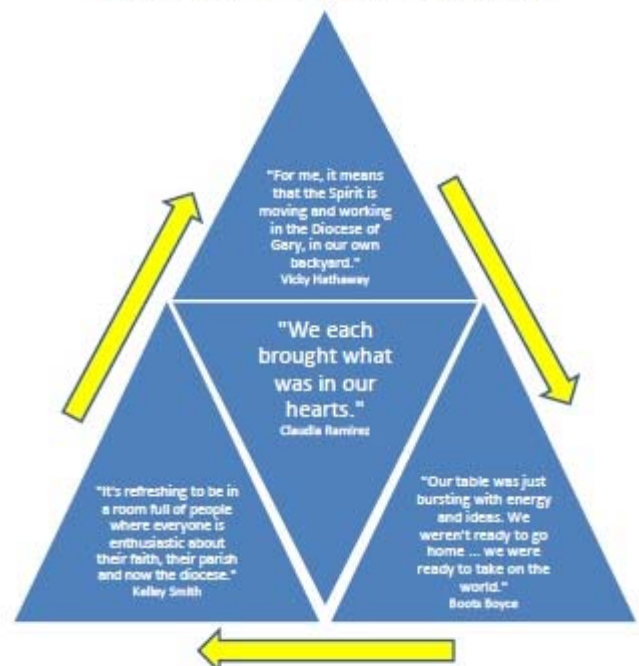 "For me, it means
that the Spirit is
moving and working
in the Diocese of
Gary, in our own
backyard."
Vicky Hathaway
"We each
brought what
was in our
hearts."
Claudia Ramirez
"It's refreshing to be in
a room full of people
where everyone is
enthusiastic about
their faith, their parish
and now the diocese."
Kelley Smith
"Our table was just
bursting with energy
and ideas. We
weren't ready to go
home ... we were
ready to take on the
world."
Boots Boyce